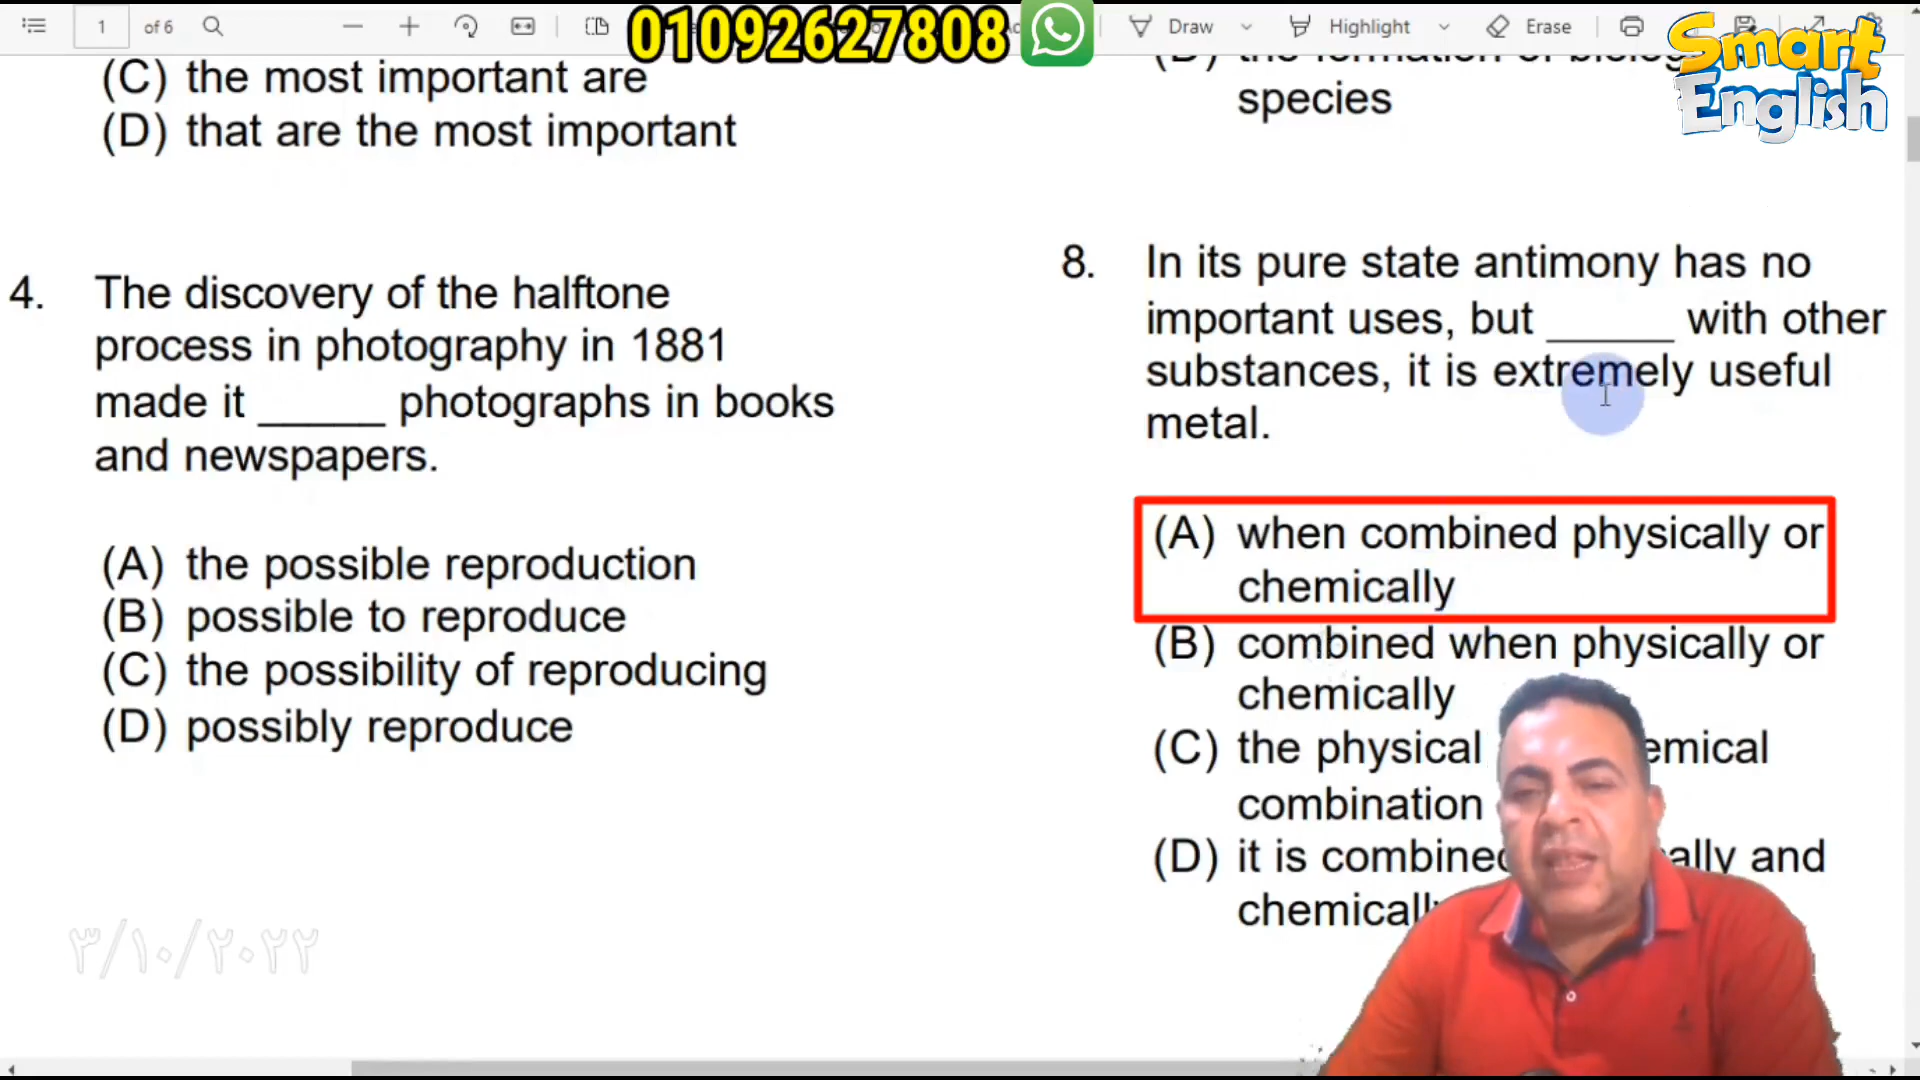 1 of 6
01092627808
Draw
Highlight
Erase
Smart
English
(C) the most important are
(D) that are the most important
4. The discovery of the halftone
process in photography in 1881
made it ______ photographs in books
and newspapers.
(A) the possible reproduction
(B) possible to reproduce
(C) the possibility of reproducing
(D) possibly reproduce
٣/١٠/٢٠٢٢
species
8. In its pure state antimony has no
important uses, but ______ with other
substances, it is extremely useful
metal.
(A) when combined physically or
chemically
(B) combined when physically or
chemically
(C) the physical
combination
(D) it is and